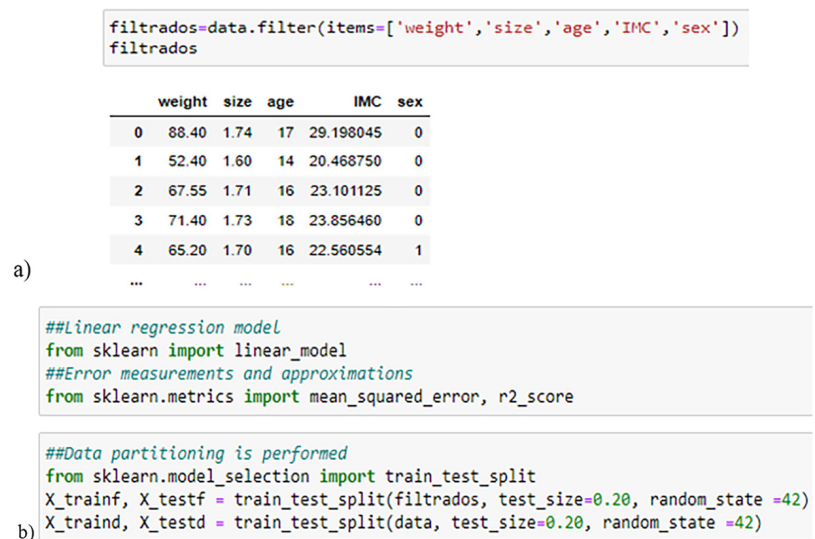 filtrados=data.filter(items=['weight','size','age','IMC','sex'])
filtrados
weight size age IMC sex
0 88.40 1.74 17 29.198045 0
1 52.40 1.60 14 20.468750 0
2 67.55 1.71 16 23.101125 0
3 71.40 1.73 18 23.856460 0
4 65.20 1.70 16 22.560554 1
... ... ... ... ... ...
a)
##Linear regression model
from sklearn import linear_model
##Error measurements and approximations
from sklearn.metrics import mean_squared_error, r2_score
##Data partitioning is performed
from sklearn.model_selection import train_test_split
X_trainf, X_testf = train_test_split(filtrados, test_size=0.20, random_state =42)
X_traind, X_testd = train_test_split(data, test_size=0.20, random_state =42)
b)